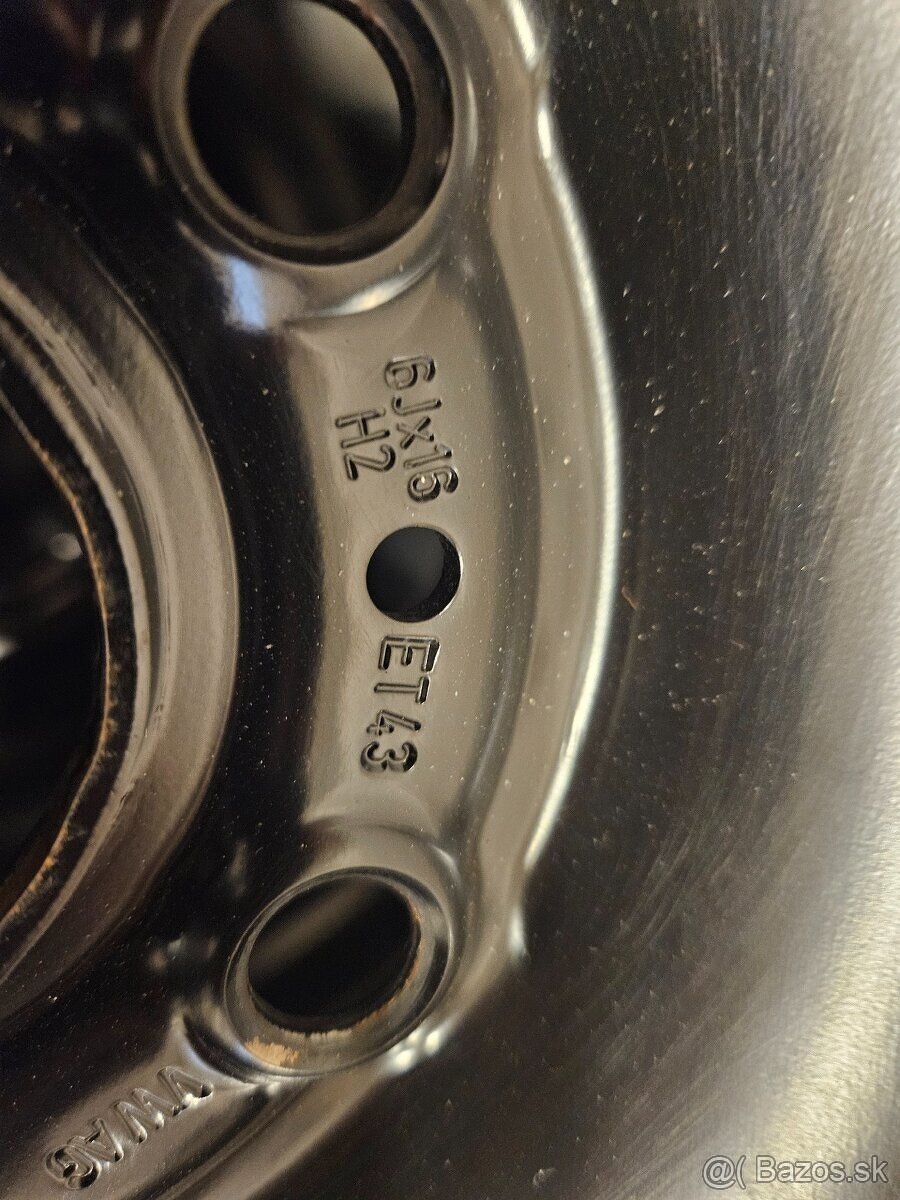 6Jx16
H2
ET43
VWAG
@( Bazos.sk